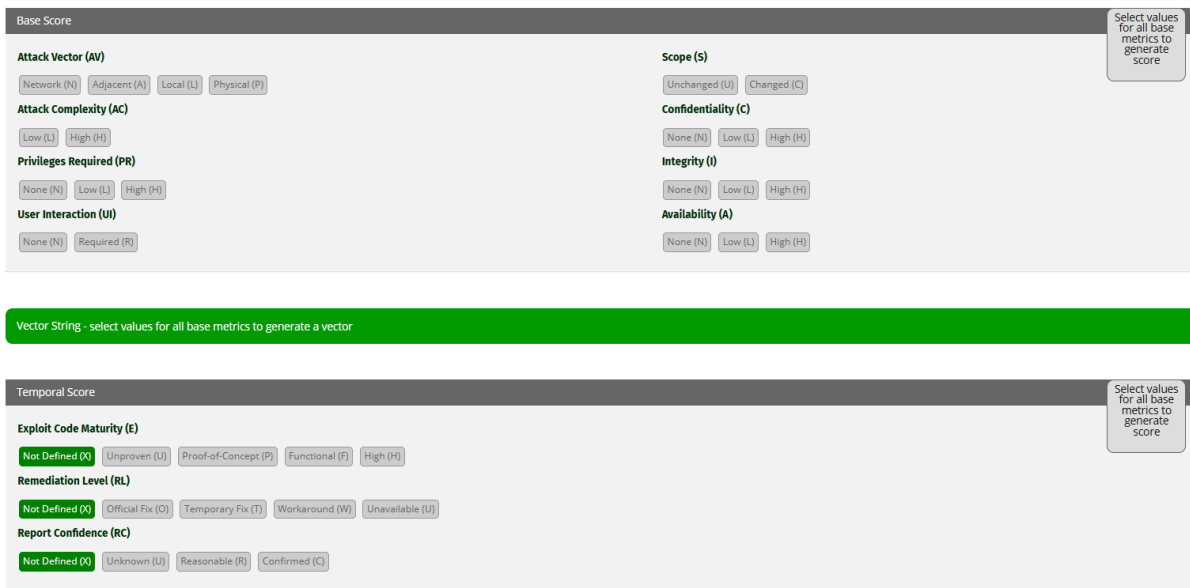 Base Score
Select values
for all base
metrics to
generate
score
Attack Vector (AV)
Network (N) Adjacent (A) Local (L) Physical (P)
Attack Complexity (AC)
Low (L) High (H)
Privileges Required (PR)
None (N) Low (L) High (H)
User Interaction (UI)
None (N) Required (R)
Scope (S)
Unchanged (U) Changed (C)
Confidentiality (C)
None (N) Low (L) High (H)
Integrity (I)
None (N) Low (L) High (H)
Availability (A)
None (N) Low (L) High (H)
Vector String - select values for all base metrics to generate a vector
Temporal Score
Select values
for all base
metrics to
generate
score
Exploit Code Maturity (E)
Not Defined (X) Unproven (U) Proof-of-Concept (P) Functional (F) High (H)
Remediation Level (RL)
Not Defined (X) Official Fix (O) Temporary Fix (T) Workaround (W) Unavailable (U)
Report Confidence (RC)
Not Defined (X) Unknown (U) Reasonable (R) Confirmed (C)